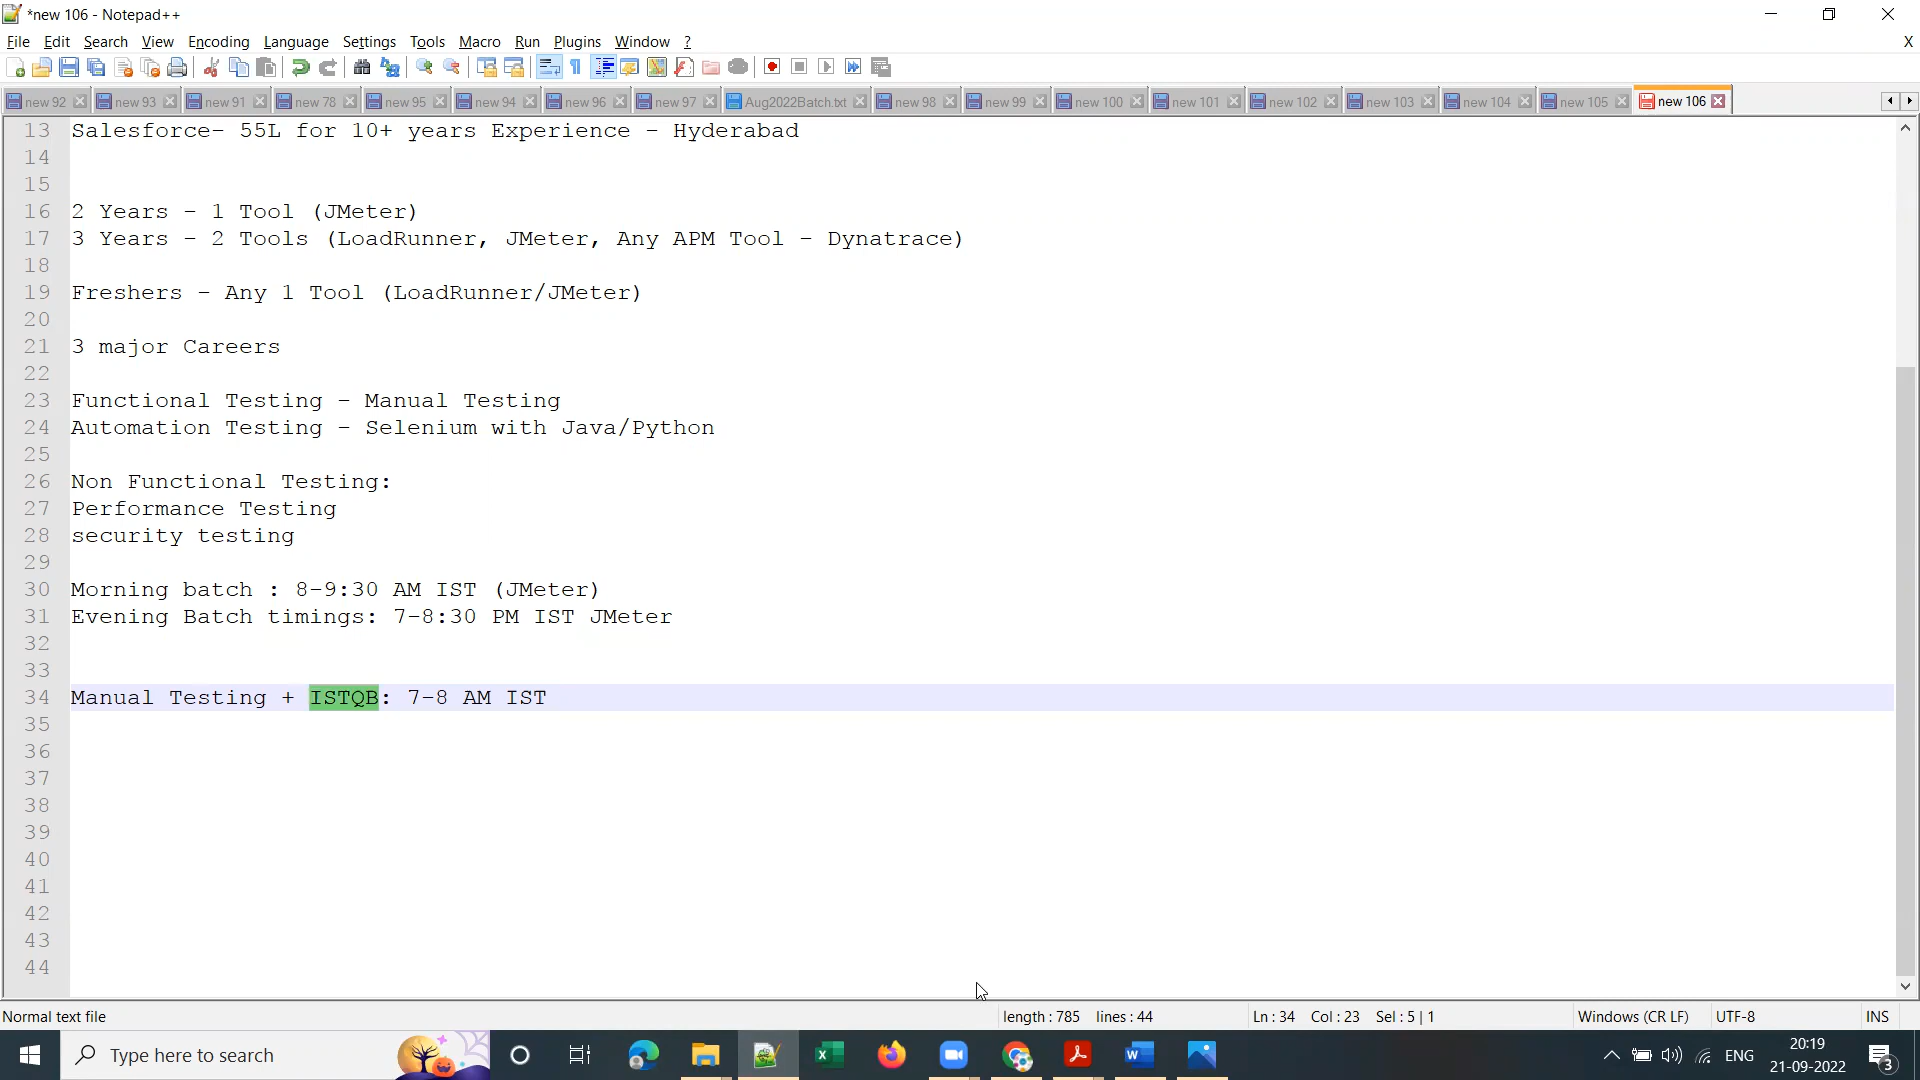 *new 106 - Notepad++
File Edit Search View Encoding Language Settings Tools Macro Run Plugins Window ? X
new 92 new 93 new 91 new 78 new 95 new 94 new 96 new 97 Aug2022Batch.txt new 98 new 99 new 100 new 101 new 102 new 103 new 104 new 105 new 106
13 Salesforce- 55L for 10+ years Experience - Hyderabad
14
15
16 2 Years - 1 Tool (JMeter)
17 3 Years - 2 Tools (LoadRunner, JMeter, Any APM Tool - Dynatrace)
18
19 Freshers - Any 1 Tool (LoadRunner/JMeter)
20
21 3 major Careers
22
23 Functional Testing - Manual Testing
24 Automation Testing - Selenium with Java/Python
25
26 Non Functional Testing:
27 Performance Testing
28 security testing
29
30 Morning batch : 8-9:30 AM IST (JMeter)
31 Evening Batch timings: 7-8:30 PM IST JMeter
32
33
34 Manual Testing + ISTQB: 7-8 AM IST
35
36
37
38
39
40
41
42
43
44
Normal text file length : 785 lines : 44 Ln : 34 Col : 23 Sel : 5 | 1 Windows (CR LF) UTF-8 INS
Type here to search ENG 20:19
21-09-2022 3